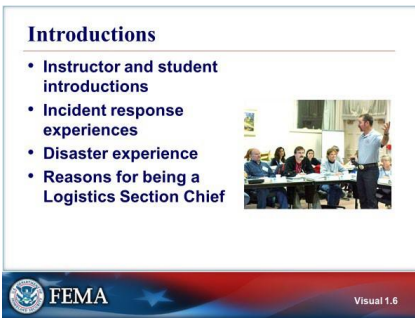 Introductions
• Instructor and student
introductions
• Incident response
experiences
• Disaster experience
• Reasons for being a
Logistics Section Chief
FEMA
Visual 1.6